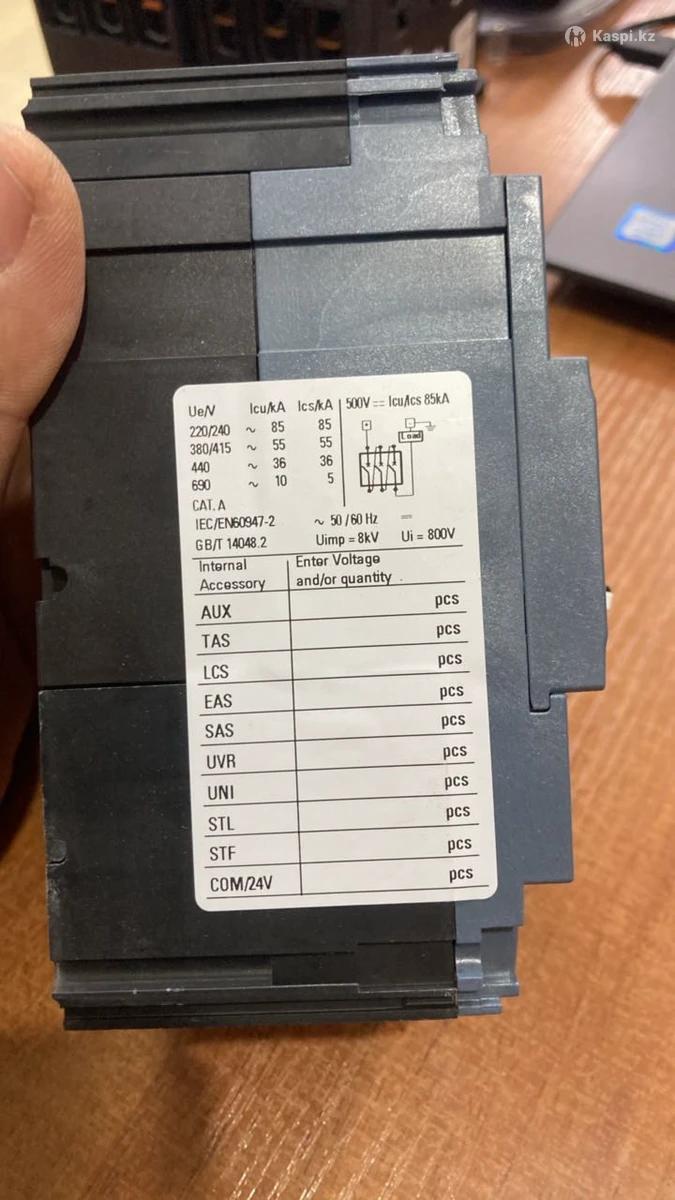 Kaspi.kz
Ue/V Icu/kA Ics/kA 500V ⎓ Icu/Ics 85kA
220/240 ~ 85 85
380/415 ~ 55 55
440 ~ 36 36
690 ~ 10 5
Load
CAT. A
IEC/EN60947-2 ~ 50/60 Hz ⎓
GB/T 14048.2 Uimp = 8kV Ui = 800V
Internal Accessory Enter Voltage and/or quantity
AUX pcs
TAS pcs
LCS pcs
EAS pcs
SAS pcs
UVR pcs
UNI pcs
STL pcs
STF pcs
COM/24V pcs